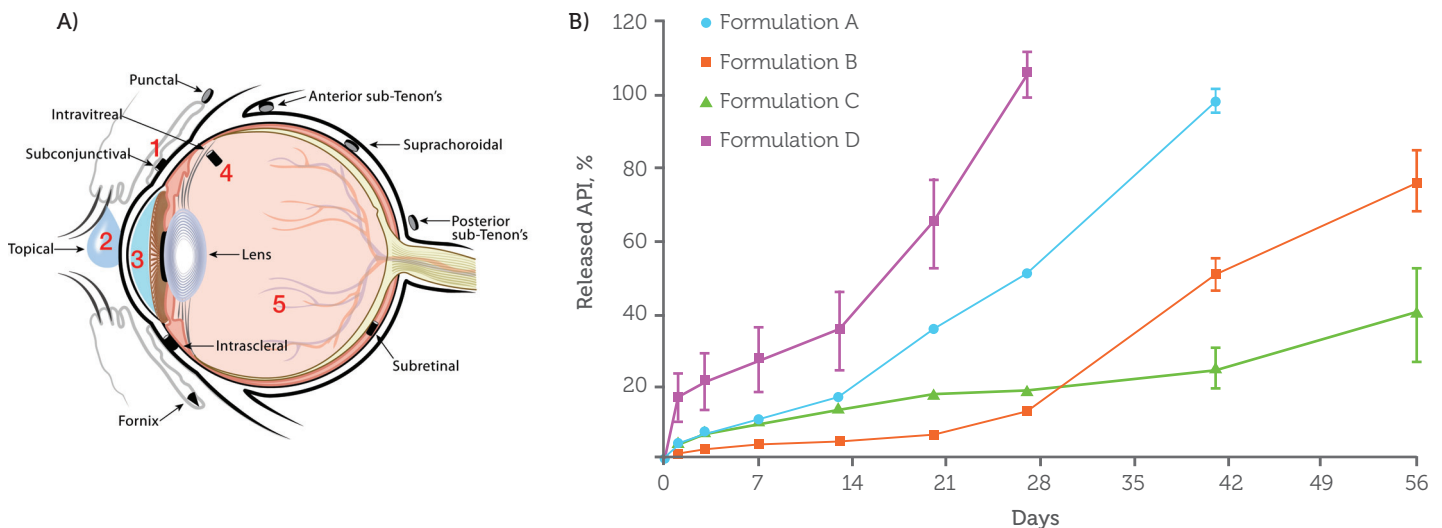 A)
Punctal
Intravitreal
Subconjunctival
Anterior sub-Tenon's
Suprachoroidal
Posterior
sub-Tenon's
Topical
Lens
Intrascleral
Subretinal
Fornix
1
2
3
4
5
B)
Formulation A
Formulation B
Formulation C
Formulation D
Released API, %
120
100
80
60
40
20
0
7
14
21
28
35
42
49
56
Days